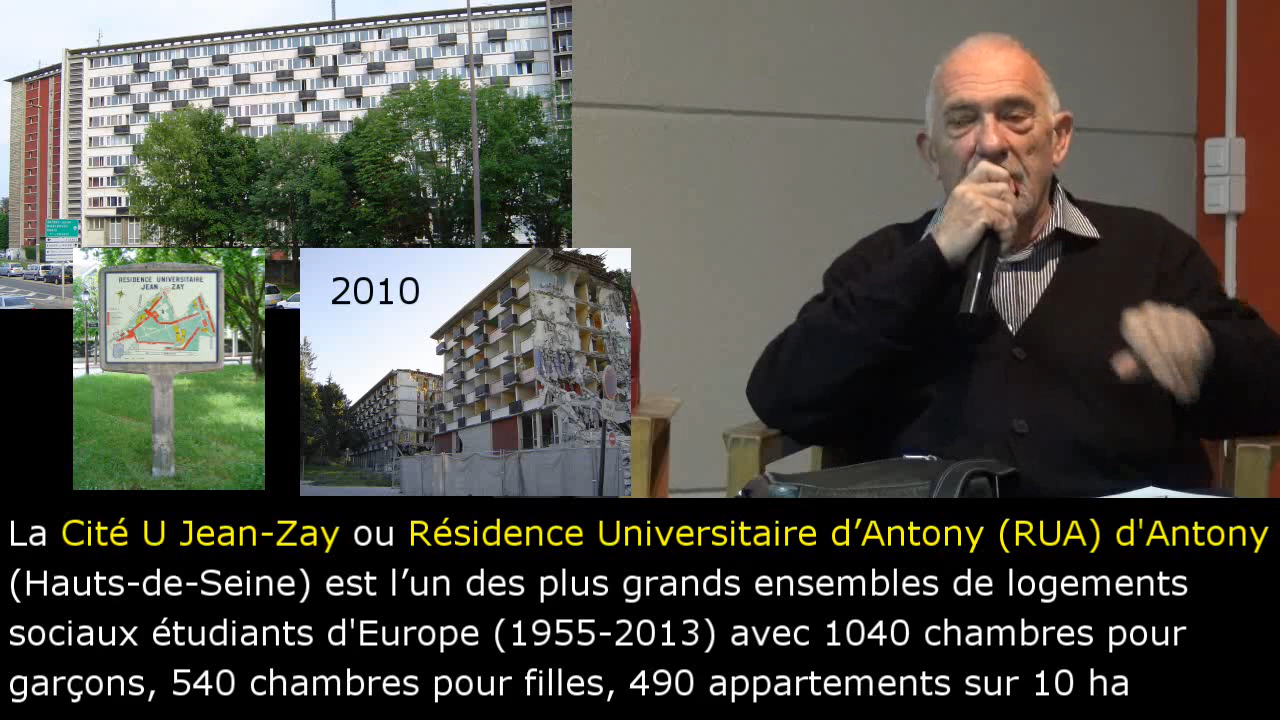 RESIDENCE UNIVERSITAIRE
JEAN ZAY
2010
La Cité U Jean-Zay ou Résidence Universitaire d’Antony (RUA) d'Antony
(Hauts-de-Seine) est l’un des plus grands ensembles de logements
sociaux étudiants d'Europe (1955-2013) avec 1040 chambres pour
garçons, 540 chambres pour filles, 490 appartements sur 10 ha